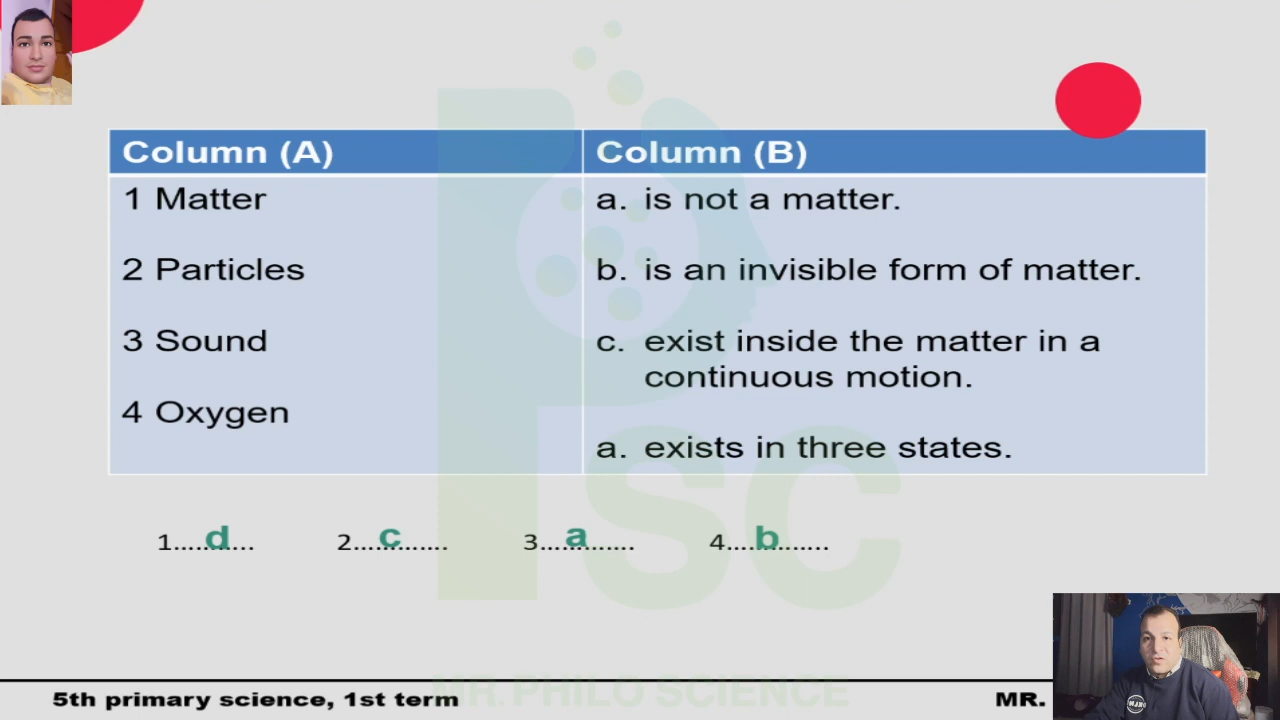 Column (A)
Column (B)
1 Matter
a. is not a matter.
2 Particles
b. is an invisible form of matter.
3 Sound
c. exist inside the matter in a
continuous motion.
4 Oxygen
a. exists in three states.
1....d.... 2....c.... 3....a.... 4....b....
PSC
MR. PHILO SCIENCE
5th primary science, 1st term
MR.